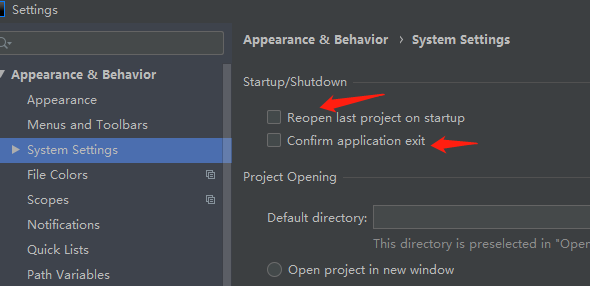 Settings
Appearance & Behavior
Appearance
Menus and Toolbars
System Settings
File Colors
Scopes
Notifications
Quick Lists
Path Variables
Appearance & Behavior › System Settings
Startup/Shutdown
Reopen last project on startup
Confirm application exit
Project Opening
Default directory:
This directory is preselected in "Open
Open project in new window